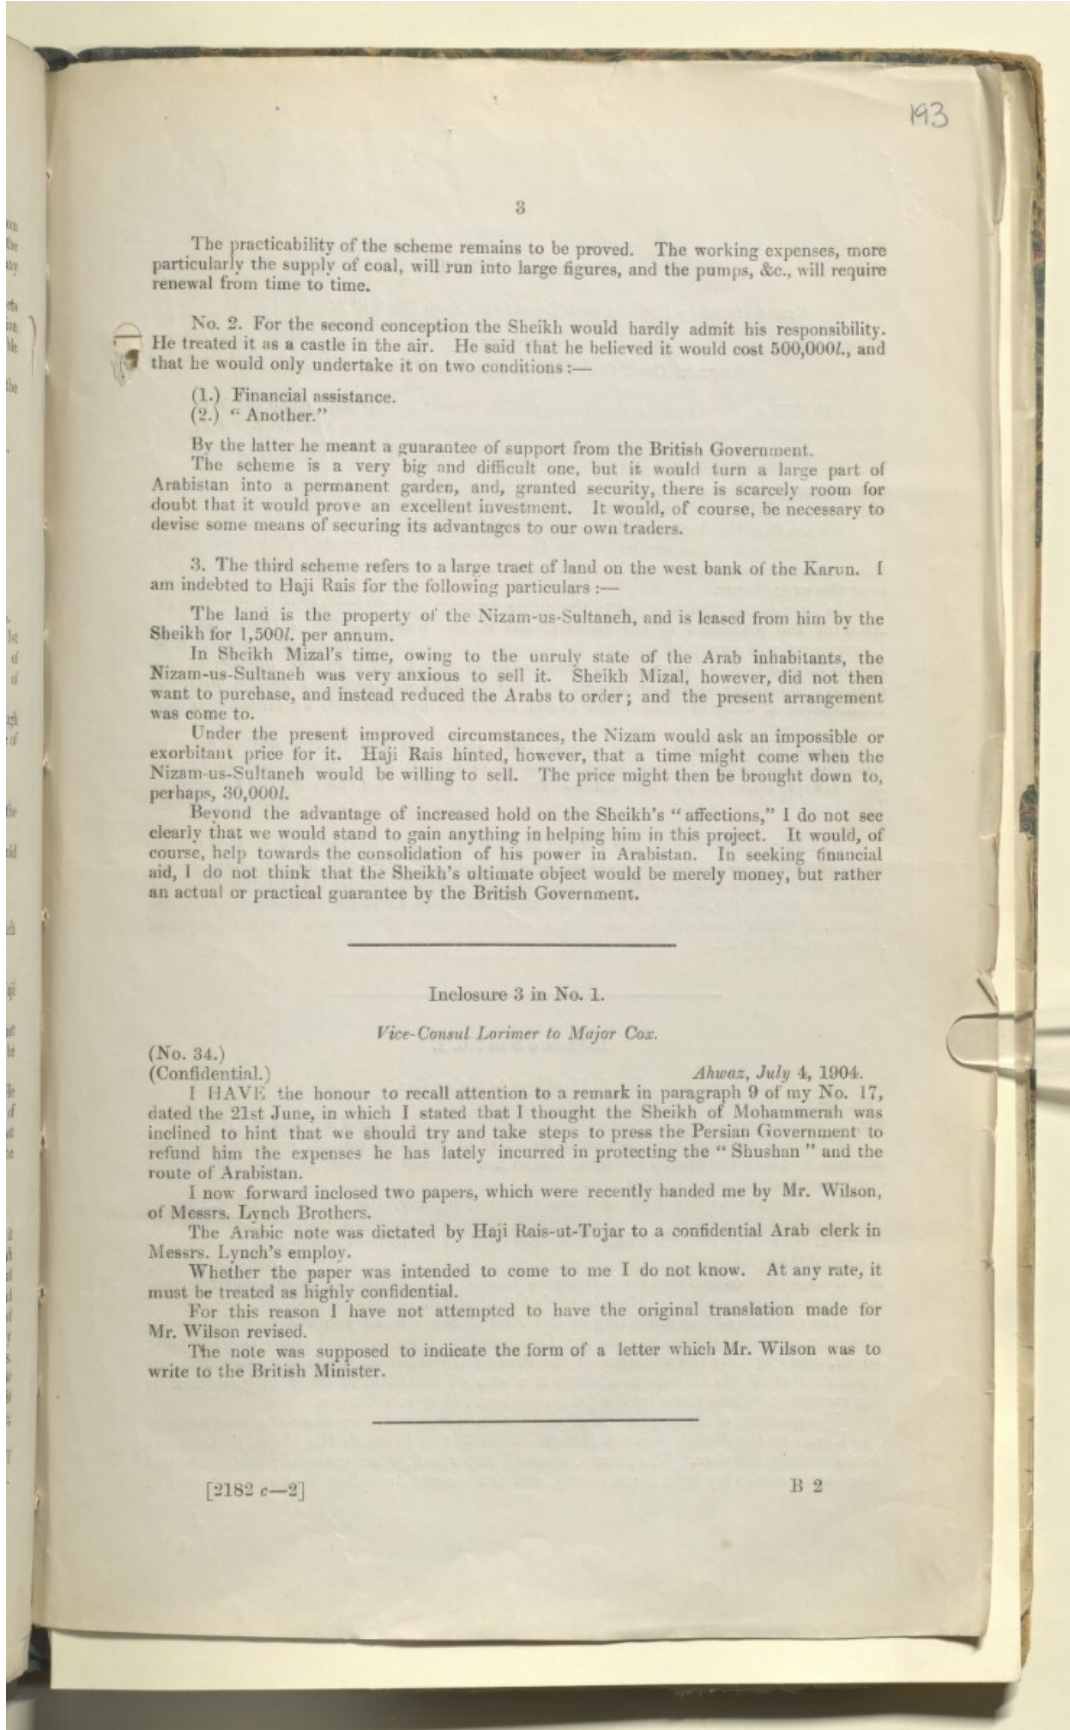 193
3
The practicability of the scheme remains to be proved. The working expenses, more
particularly the supply of coal, will run into large figures, and the pumps, &c., will require
renewal from time to time.
No. 2. For the second conception the Sheikh would hardly admit his responsibility.
He treated it as a castle in the air. He said that he believed it would cost 500,000l., and
that he would only undertake it on two conditions:—
(1.) Financial assistance.
(2.) "Another."
By the latter he meant a guarantee of support from the British Government.
The scheme is a very big and difficult one, but it would turn a large part of
Arabistan into a permanent garden, and, granted security, there is scarcely room for
doubt that it would prove an excellent investment. It would, of course, be necessary to
devise some means of securing its advantages to our own traders.
3. The third scheme refers to a large tract of land on the west bank of the Karun. I
am indebted to Haji Rais for the following particulars:—
The land is the property of the Nizam-us-Sultaneh, and is leased from him by the
Sheikh for 1,500l. per annum.
In Sheikh Mizal's time, owing to the unruly state of the Arab inhabitants, the
Nizam-us-Sultaneh was very anxious to sell it. Sheikh Mizal, however, did not then
want to purchase, and instead reduced the Arabs to order; and the present arrangement
was come to.
Under the present improved circumstances, the Nizam would ask an impossible or
exorbitant price for it. Haji Rais hinted, however, that a time might come when the
Nizam-us-Sultaneh would be willing to sell. The price might then be brought down to,
perhaps, 30,000l.
Beyond the advantage of increased hold on the Sheikh's "affections," I do not see
clearly that we would stand to gain anything in helping him in this project. It would, of
course, help towards the consolidation of his power in Arabistan. In seeking financial
aid, I do not think that the Sheikh's ultimate object would be merely money, but rather
an actual or practical guarantee by the British Government.
Inclosure 3 in No. 1.
Vice-Consul Lorimer to Major Cox.
(No. 34.)
(Confidential.) Ahwaz, July 4, 1904.
I HAVE the honour to recall attention to a remark in paragraph 9 of my No. 17,
dated the 21st June, in which I stated that I thought the Sheikh of Mohammerah was
inclined to hint that we should try and take steps to press the Persian Government to
refund him the expenses he has lately incurred in protecting the "Shushan" and the
route of Arabistan.
I now forward inclosed two papers, which were recently handed me by Mr. Wilson,
of Messrs. Lynch Brothers.
The Arabic note was dictated by Haji Rais-ut-Tujar to a confidential Arab clerk in
Messrs. Lynch's employ.
Whether the paper was intended to come to me I do not know. At any rate, it
must be treated as highly confidential.
For this reason I have not attempted to have the original translation made for
Mr. Wilson revised.
The note was supposed to indicate the form of a letter which Mr. Wilson was to
write to the British Minister.
[2182 c—2] B 2